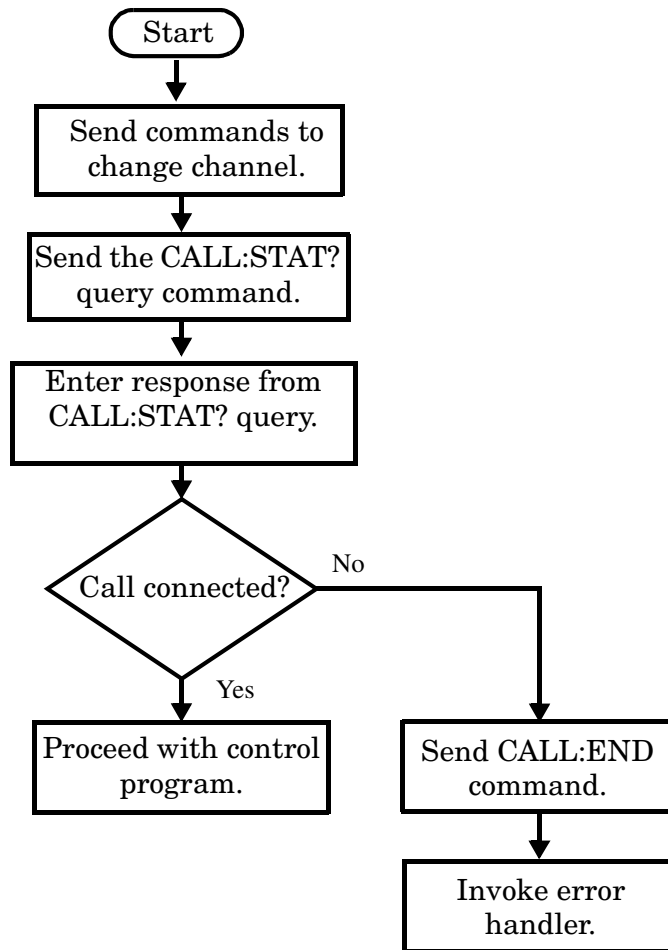 Start
Send commands to
change channel.
Send the CALL:STAT?
query command.
Enter response from
CALL:STAT? query.
Call connected?
No
Yes
Proceed with control
program.
Send CALL:END
command.
Invoke error
handler.